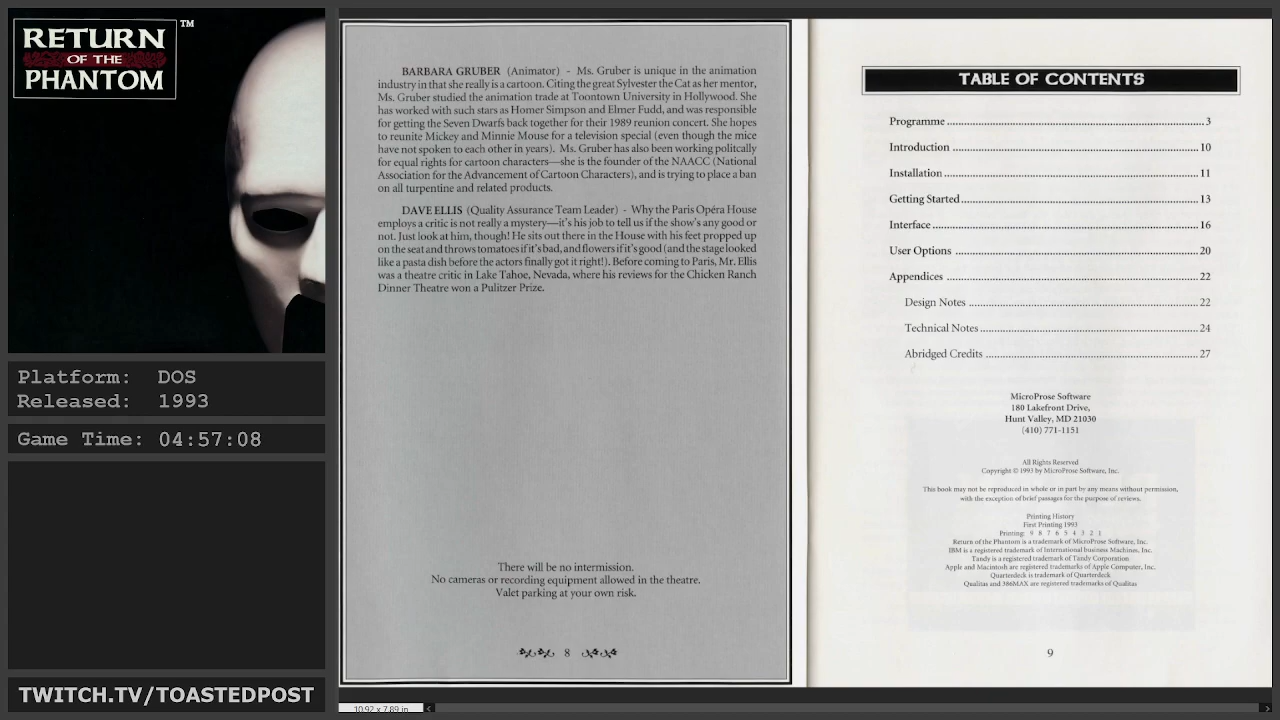 RETURN
OF THE
PHANTOM
TM
Platform: DOS
Released: 1993
Game Time: 04:57:08
TWITCH.TV/TOASTEDPOST
BARBARA GRUBER (Animator) - Ms. Gruber is unique in the animation
industry in that she really is a cartoon. Citing the great Sylvester the Cat as her mentor,
Ms. Gruber studied the animation trade at Toontown University in Hollywood. She
has worked with such stars as Homer Simpson and Elmer Fudd, and was responsible
for getting the Seven Dwarfs back together for their 1989 reunion concert. She hopes
to reunite Mickey and Minnie Mouse for a television special (even though the mice
have not spoken to each other in years). Ms. Gruber has also been working politcally
for equal rights for cartoon characters—she is the founder of the NAACC (National
Association for the Advancement of Cartoon Characters), and is trying to place a ban
on all turpentine and related products.
DAVE ELLIS (Quality Assurance Team Leader) - Why the Paris Opéra House
employs a critic is not really a mystery—it's his job to tell us if the show's any good or
not. Just look at him, though! He sits out there in the House with his feet propped up
on the seat and throws tomatoes if it's bad, and flowers if it's good (and the stage looked
like a pasta dish before the actors finally got it right!). Before coming to Paris, Mr. Ellis
was a theatre critic in Lake Tahoe, Nevada, where his reviews for the Chicken Ranch
Dinner Theatre won a Pulitzer Prize.
There will be no intermission.
No cameras or recording equipment allowed in the theatre.
Valet parking at your own risk.
8
TABLE OF CONTENTS
Programme ........ 3
Introduction ........ 10
Installation ........ 11
Getting Started ........ 13
Interface ........ 16
User Options ........ 20
Appendices ........ 22
Design Notes ........ 22
Technical Notes ........ 24
Abridged Credits ........ 27
MicroProse Software
180 Lakefront Drive,
Hunt Valley, MD 21030
(410) 771-1151
All Rights Reserved
Copyright © 1993 by MicroProse Software, Inc.
This book may not be reproduced in whole or in part by any means without permission,
with the exception of brief passages for the purpose of reviews.
Printing History
First Printing 1993
Printing: 9 8 7 6 5 4 3 2 1
Return of the Phantom is a trademark of MicroProse Software, Inc.
IBM is a registered trademark of International business Machines, Inc.
Tandy is a registered trademark of Tandy Corporation
Apple and Macintosh are registered trademarks of Apple Computer, Inc.
Quarterdeck is trademark of Quarterdeck
Qualitas and 386MAX are registered trademarks of Qualitas
9
10.92 x 7.89 in